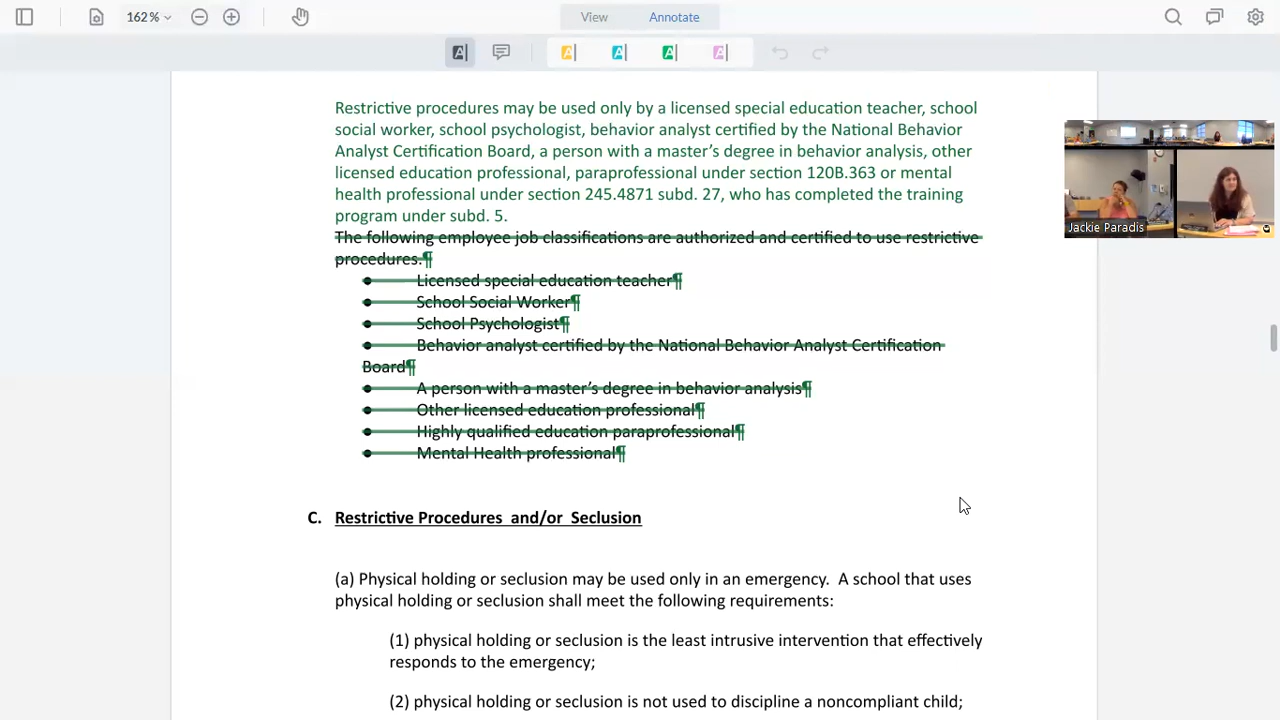 162%
View
Annotate
Restrictive procedures may be used only by a licensed special education teacher, school
social worker, school psychologist, behavior analyst certified by the National Behavior
Analyst Certification Board, a person with a master's degree in behavior analysis, other
licensed education professional, paraprofessional under section 120B.363 or mental
health professional under section 245.4871 subd. 27, who has completed the training
program under subd. 5.
The following employee job classifications are authorized and certified to use restrictive
procedures:¶
● Licensed special education teacher¶
● School Social Worker¶
● School Psychologist¶
● Behavior analyst certified by the National Behavior Analyst Certification
Board¶
● A person with a master's degree in behavior analysis¶
● Other licensed education professional¶
● Highly qualified education paraprofessional¶
● Mental Health professional¶
C. Restrictive Procedures and/or Seclusion
(a) Physical holding or seclusion may be used only in an emergency. A school that uses
physical holding or seclusion shall meet the following requirements:
(1) physical holding or seclusion is the least intrusive intervention that effectively
responds to the emergency;
(2) physical holding or seclusion is not used to discipline a noncompliant child;
Jackie Paradis